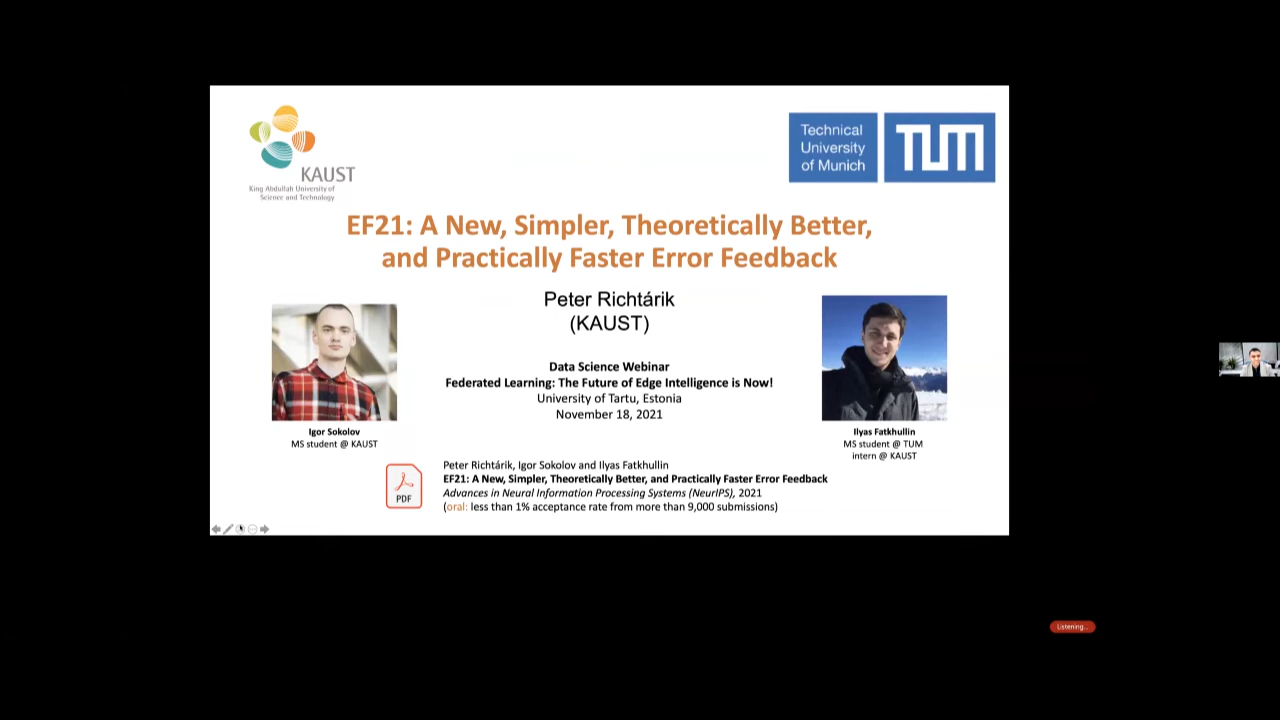 KAUST
King Abdullah University of
Science and Technology
Technical
University
of Munich
TUM
EF21: A New, Simpler, Theoretically Better,
and Practically Faster Error Feedback
Peter Richtárik
(KAUST)
Data Science Webinar
Federated Learning: The Future of Edge Intelligence is Now!
University of Tartu, Estonia
November 18, 2021
Igor Sokolov
MS student @ KAUST
Ilyas Fatkhullin
MS student @ TUM
intern @ KAUST
PDF
Peter Richtárik, Igor Sokolov and Ilyas Fatkhullin
EF21: A New, Simpler, Theoretically Better, and Practically Faster Error Feedback
Advances in Neural Information Processing Systems (NeurIPS), 2021
(oral: less than 1% acceptance rate from more than 9,000 submissions)
Listening...